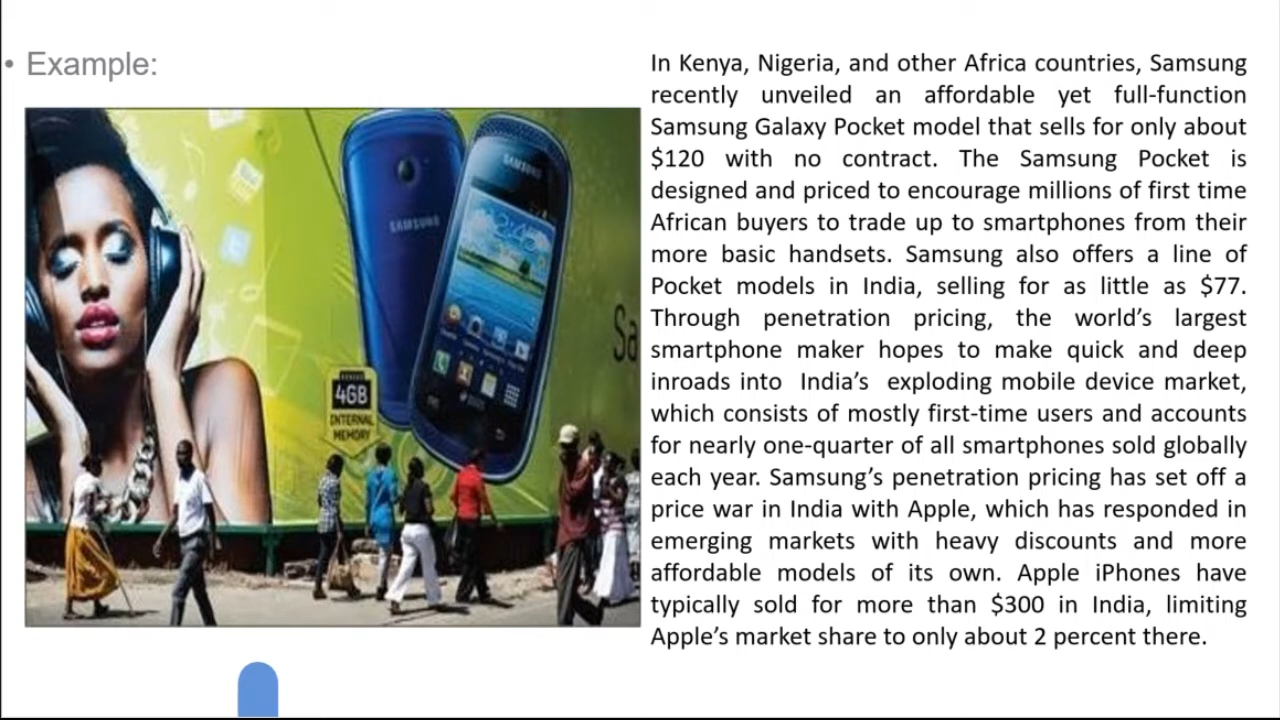 • Example:
SAMSUNG
SAMSUNG
Sa
4GB
INTERNAL
MEMORY
In Kenya, Nigeria, and other Africa countries, Samsung
recently unveiled an affordable yet full-function
Samsung Galaxy Pocket model that sells for only about
$120 with no contract. The Samsung Pocket is
designed and priced to encourage millions of first time
African buyers to trade up to smartphones from their
more basic handsets. Samsung also offers a line of
Pocket models in India, selling for as little as $77.
Through penetration pricing, the world’s largest
smartphone maker hopes to make quick and deep
inroads into India’s exploding mobile device market,
which consists of mostly first-time users and accounts
for nearly one-quarter of all smartphones sold globally
each year. Samsung’s penetration pricing has set off a
price war in India with Apple, which has responded in
emerging markets with heavy discounts and more
affordable models of its own. Apple iPhones have
typically sold for more than $300 in India, limiting
Apple’s market share to only about 2 percent there.